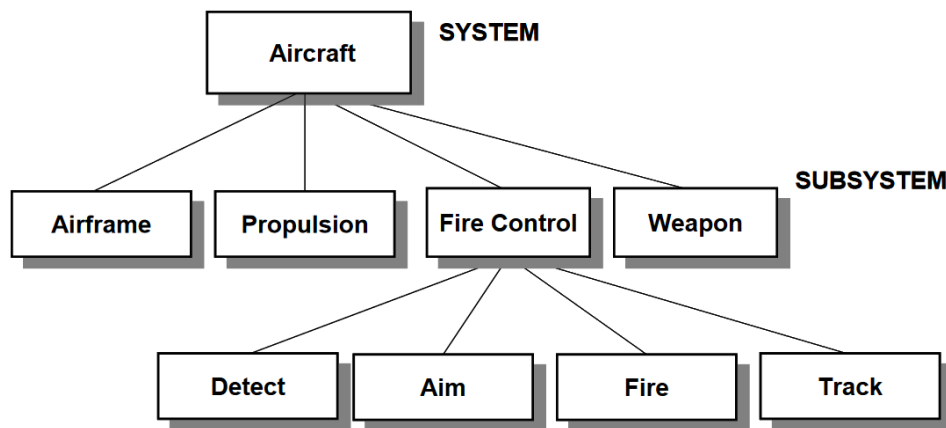 SYSTEM
Aircraft
SUBSYSTEM
Airframe
Propulsion
Fire Control
Weapon
Detect
Aim
Fire
Track